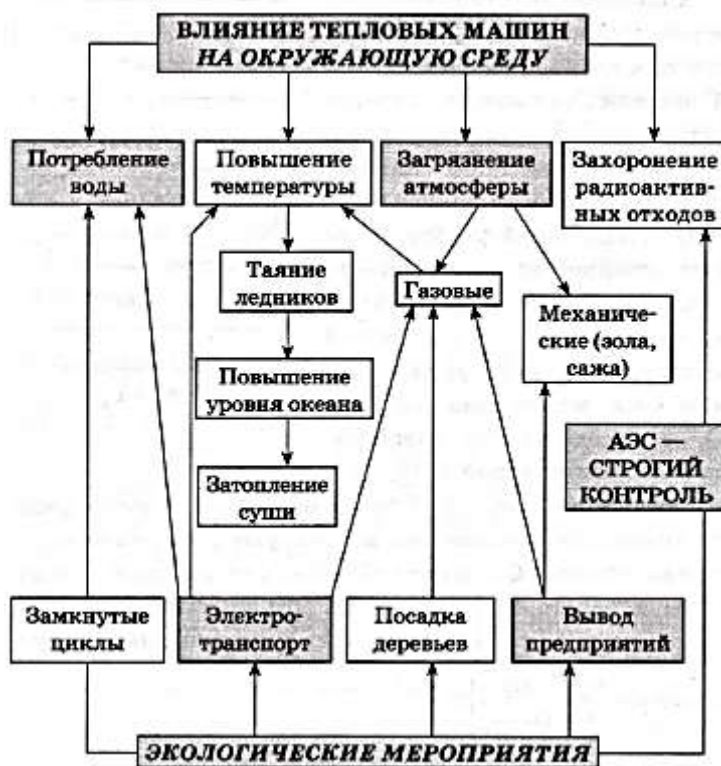 ВЛИЯНИЕ ТЕПЛОВЫХ МАШИН
НА ОКРУЖАЮЩУЮ СРЕДУ
Потребление
воды
Повышение
температуры
Загрязнение
атмосферы
Захоронение
радиоактив-
ных отходов
Таяние
ледников
Газовые
Механиче-
ские (зола,
сажа)
Повышение
уровня океана
АЭС —
СТРОГИЙ
КОНТРОЛЬ
Затопление
суши
Замкнутые
циклы
Электро-
транспорт
Посадка
деревьев
Вывод
предприятий
ЭКОЛОГИЧЕСКИЕ МЕРОПРИЯТИЯ